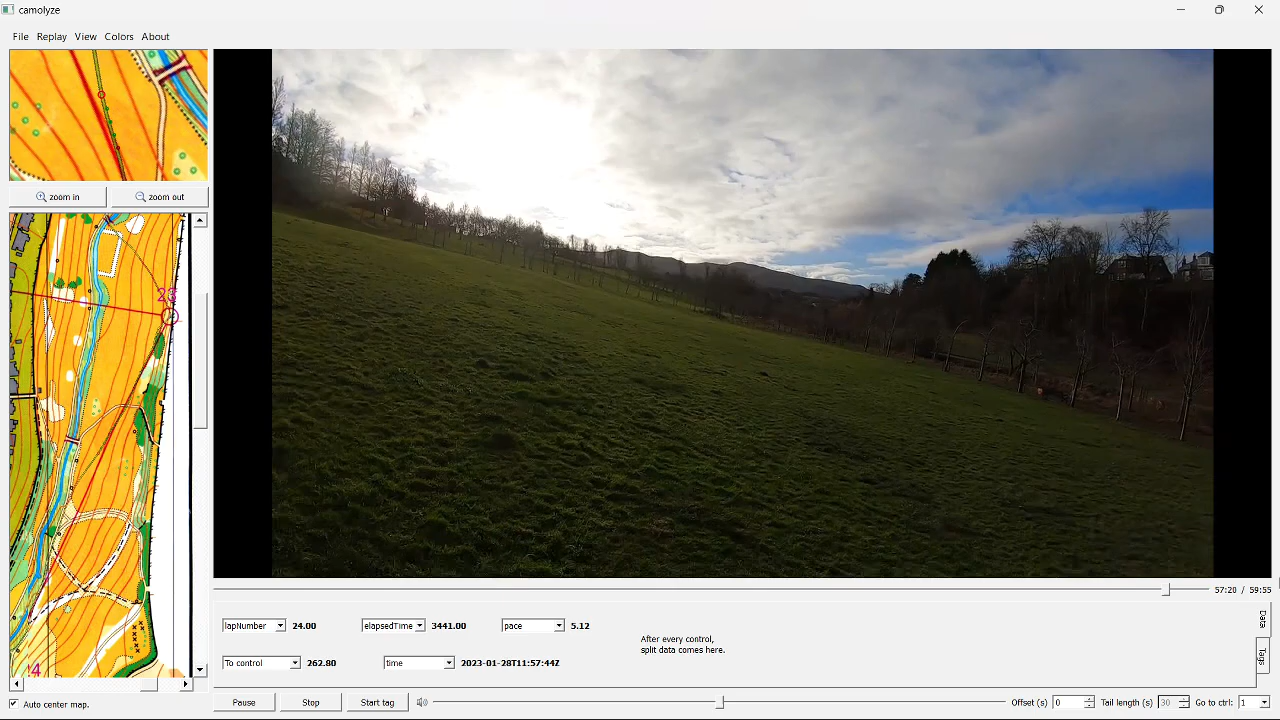 camolyze
File Replay View Colors About
zoom in
zoom out
23
!4
57:20 / 59:55
lapNumber 24.00 elapsedTime 3441.00 pace 5.12
After every control,
split data comes here.
To control 262.80 time 2023-01-28T11:57:44Z
Data
Tags
Auto center map.
Pause Stop Start tag Offset (s) 0 Tail length (s) 30 Go to ctrl: 1